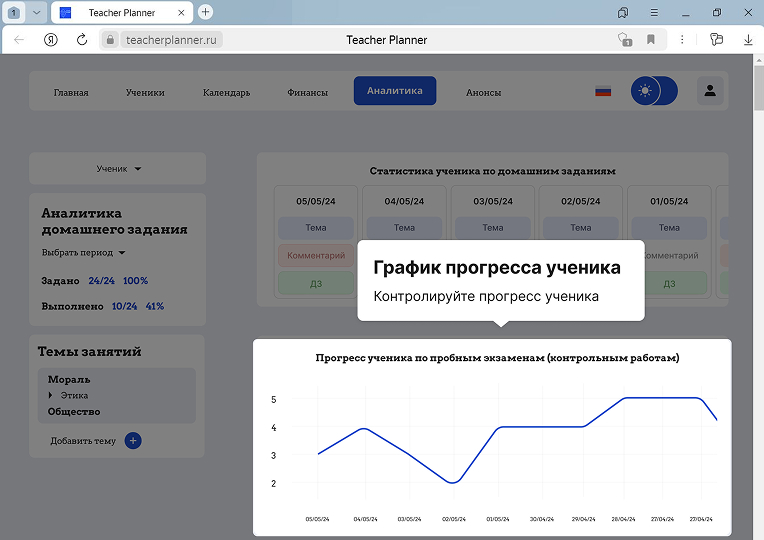 1
Teacher Planner
teacherplanner.ru
Teacher Planner
1
Главная Ученики Календарь Финансы Аналитика Анонсы
Ученик
Аналитика
домашнего задания
Выбрать период
Задано 24/24 100%
Выполнено 10/24 41%
Темы занятий
Мораль
Этика
Общество
Добавить тему
Статистика ученика по домашним заданиям
05/05/24 04/05/24 03/05/24 02/05/24 01/05/24
Тема Тема Тема Тема Тема
Комментарий Комментарий
ДЗ ДЗ
График прогресса ученика
Контролируйте прогресс ученика
Прогресс ученика по пробным экзаменам (контрольным работам)
5
4
3
2
05/05/24 04/05/24 03/05/24 02/05/24 01/05/24 30/04/24 29/04/24 28/04/24 27/04/24 27/04/24